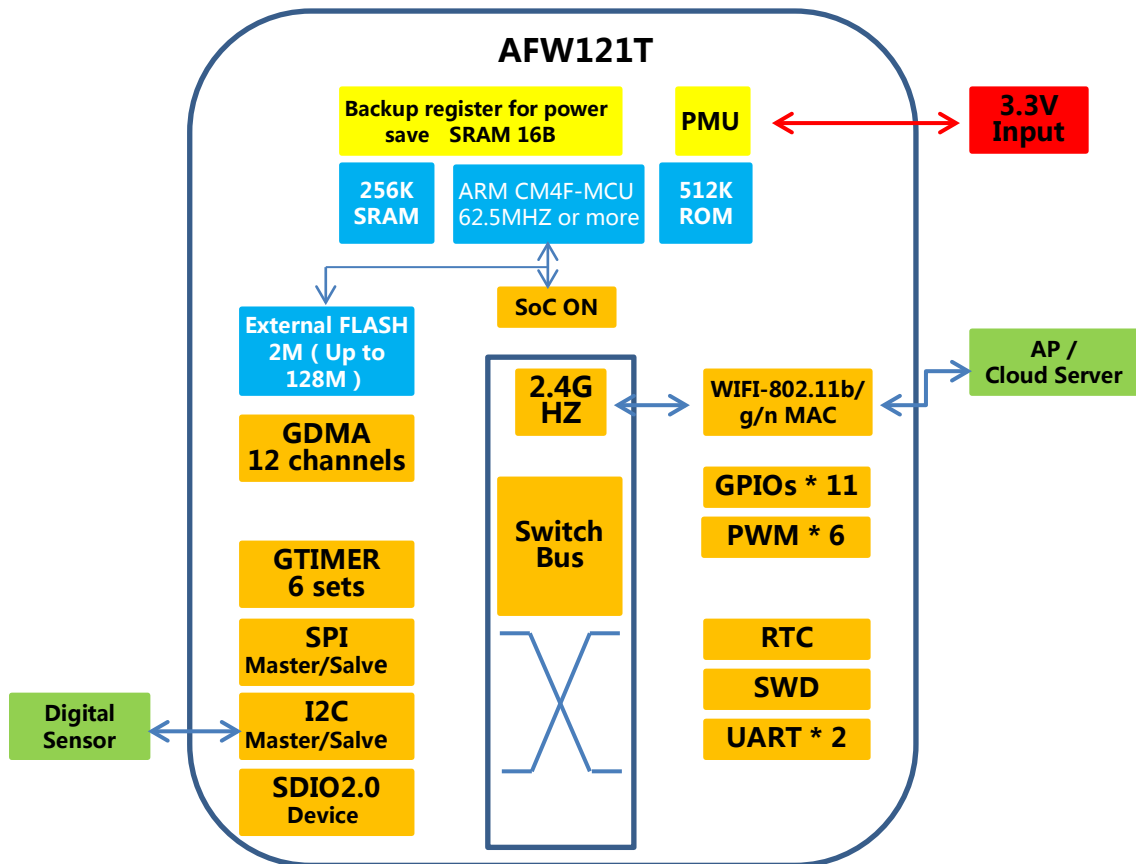 AFW121T
Backup register for power
save SRAM 16B
PMU
3.3V
Input
256K
SRAM
ARM CM4F-MCU
62.5MHZ or more
512K
ROM
SoC ON
External FLASH
2M ( Up to
128M )
AP /
Cloud Server
2.4G
HZ
WIFI-802.11b/
g/n MAC
GDMA
12 channels
GPIOs * 11
Switch
Bus
PWM * 6
GTIMER
6 sets
SPI
Master/Salve
RTC
SWD
Digital
Sensor
I2C
Master/Salve
UART * 2
SDIO2.0
Device